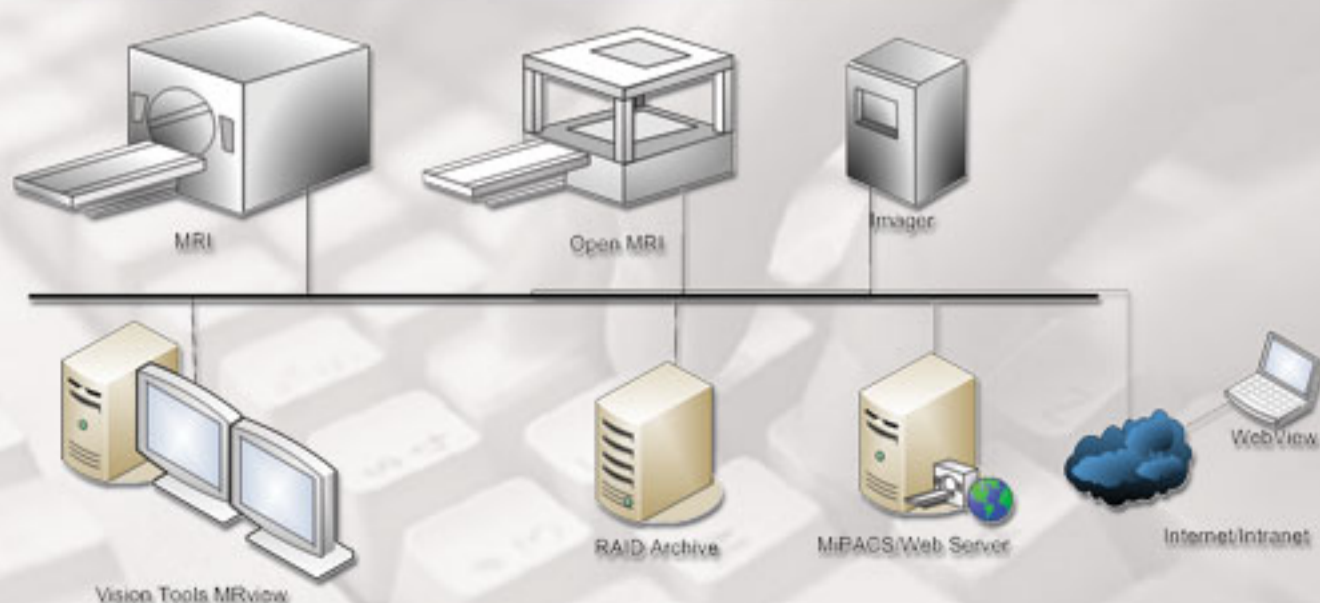 MRI
Open MRI
Imager
WebView
RAID Archive
MiPACS/Web Server
Internet/Intranet
Vision Tools MRview